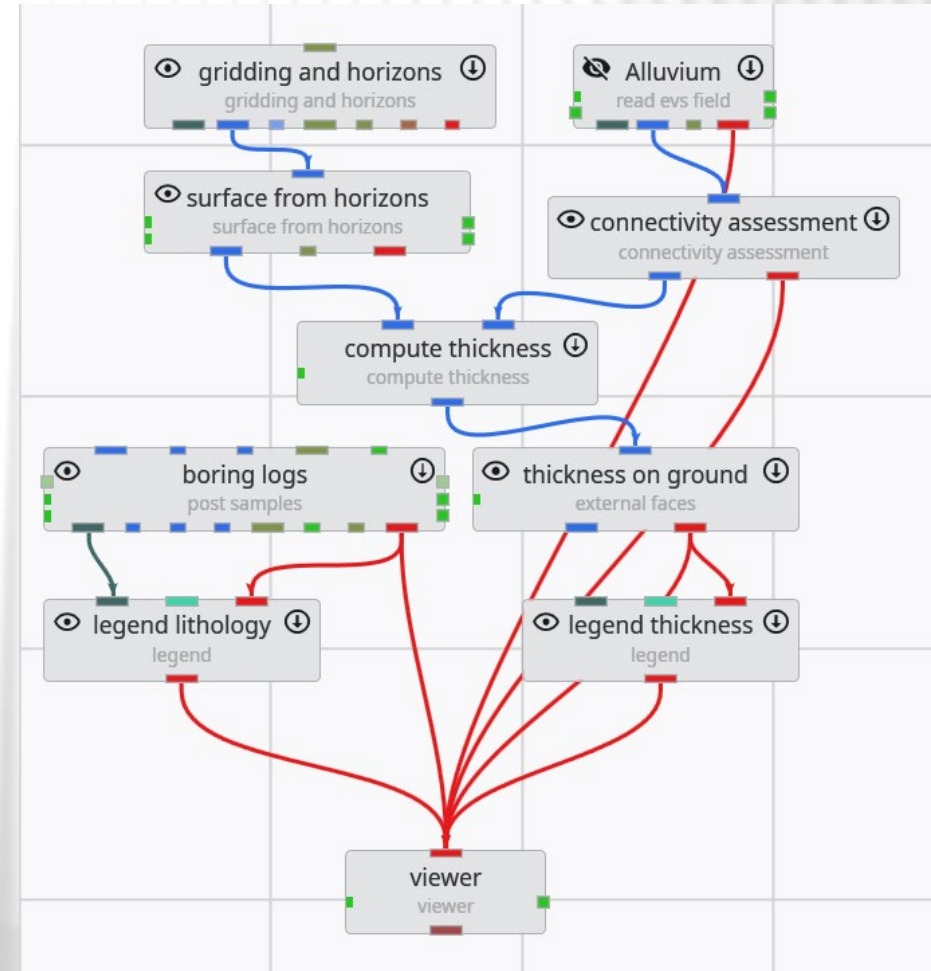 gridding and horizons
gridding and horizons
Alluvium
read evs field
surface from horizons
surface from horizons
connectivity assessment
connectivity assessment
compute thickness
compute thickness
boring logs
post samples
thickness on ground
external faces
legend lithology
legend
legend thickness
legend
viewer
viewer